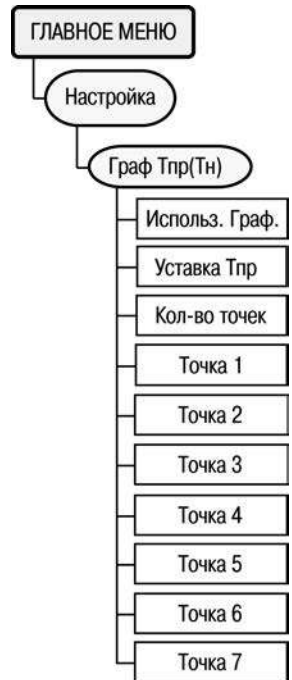 ГЛАВНОЕ МЕНЮ
Настройка
Граф Тпр(Тн)
Использ. Граф.
Уставка Тпр
Кол-во точек
Точка 1
Точка 2
Точка 3
Точка 4
Точка 5
Точка 6
Точка 7